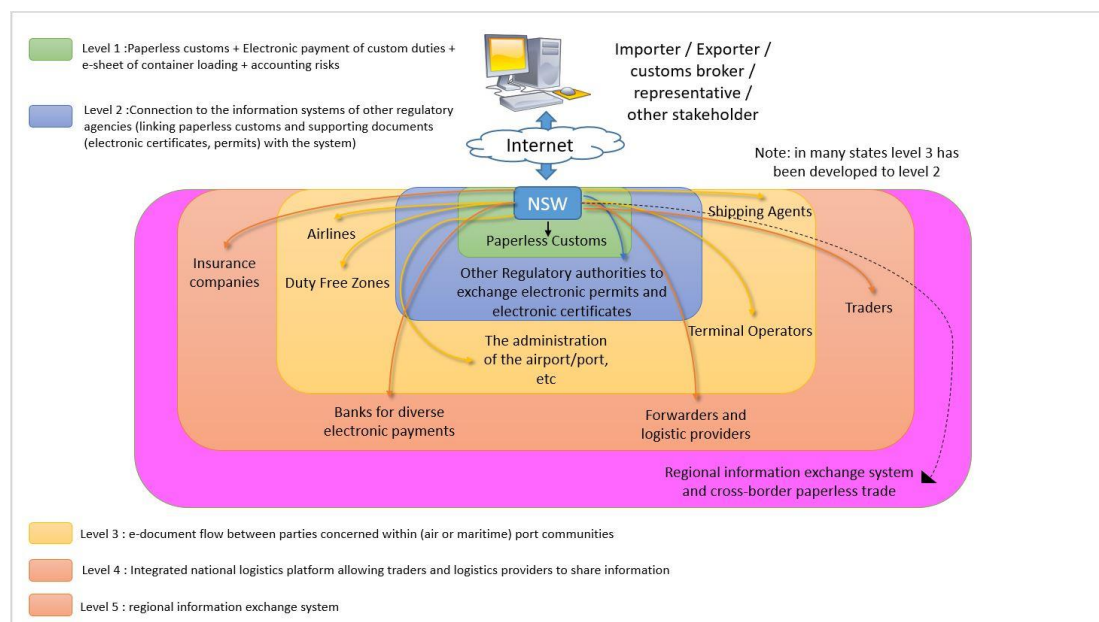 Level 1 :Paperless customs + Electronic payment of custom duties +
e-sheet of container loading + accounting risks
Level 2 :Connection to the information systems of other regulatory
agencies (linking paperless customs and supporting documents
(electronic certificates, permits) with the system)
Importer / Exporter /
customs broker /
representative /
other stakeholder
Internet
Note: in many states level 3 has
been developed to level 2
NSW
Paperless Customs
Other Regulatory authorities to
exchange electronic permits and
electronic certificates
Airlines
Duty Free Zones
Insurance
companies
Shipping Agents
Traders
Terminal Operators
The administration
of the airport/port,
etc
Banks for diverse
electronic payments
Forwarders and
logistic providers
Regional information exchange system
and cross-border paperless trade
Level 3 : e-document flow between parties concerned within (air or maritime) port communities
Level 4 : Integrated national logistics platform allowing traders and logistics providers to share information
Level 5 : regional information exchange system